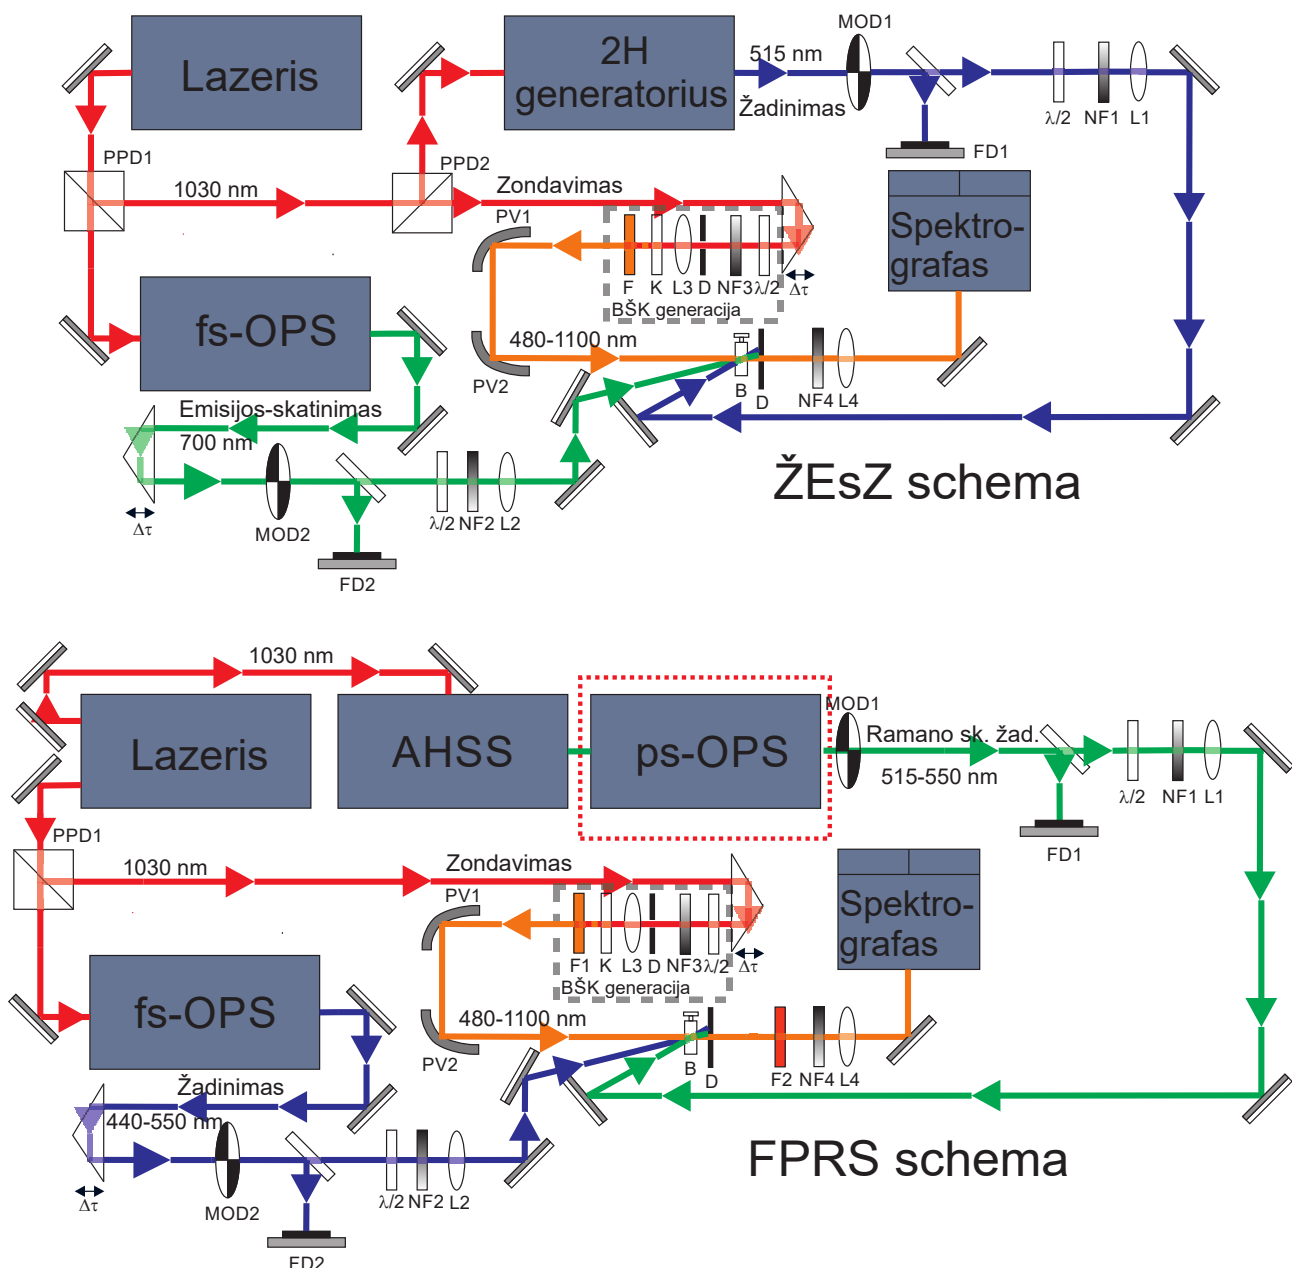 Lazeris
2H
generatorius
515 nm
Žadinimas
MOD1
FD1
λ/2
NF1
L1
PPD1
1030 nm
PPD2
Zondavimas
PV1
F
K
L3
D
NF3
λ/2
Δτ
BŠK generacija
Spektro-
grafas
fs-OPS
480-1100 nm
PV2
B
D
NF4
L4
Emisijos-skatinimas
700 nm
Δτ
MOD2
FD2
λ/2
NF2
L2
ŽEsZ schema
1030 nm
Lazeris
AHSS
ps-OPS
MOD1
Ramano sk. žad.
515-550 nm
FD1
λ/2
NF1
L1
PPD1
1030 nm
Zondavimas
PV1
F1
K
L3
D
NF3
λ/2
Δτ
BŠK generacija
Spektro-
grafas
fs-OPS
480-1100 nm
PV2
B
D
F2
NF4
L4
Žadinimas
440-550 nm
Δτ
MOD2
FD2
λ/2
NF2
L2
FPRS schema